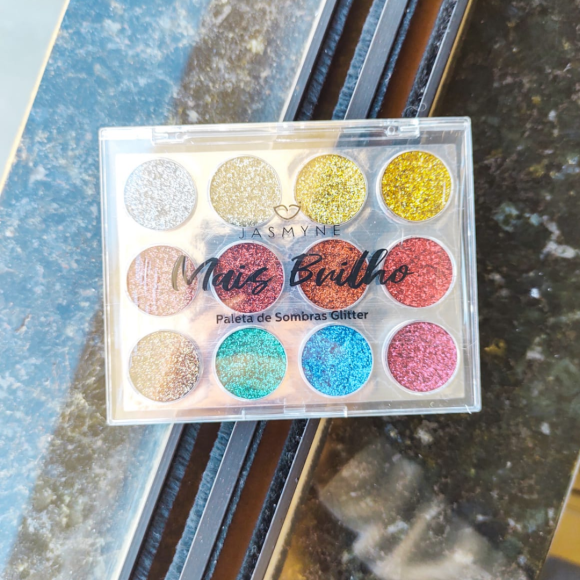 JASMYNE
Mais Brilho
Paleta de Sombras Glitter